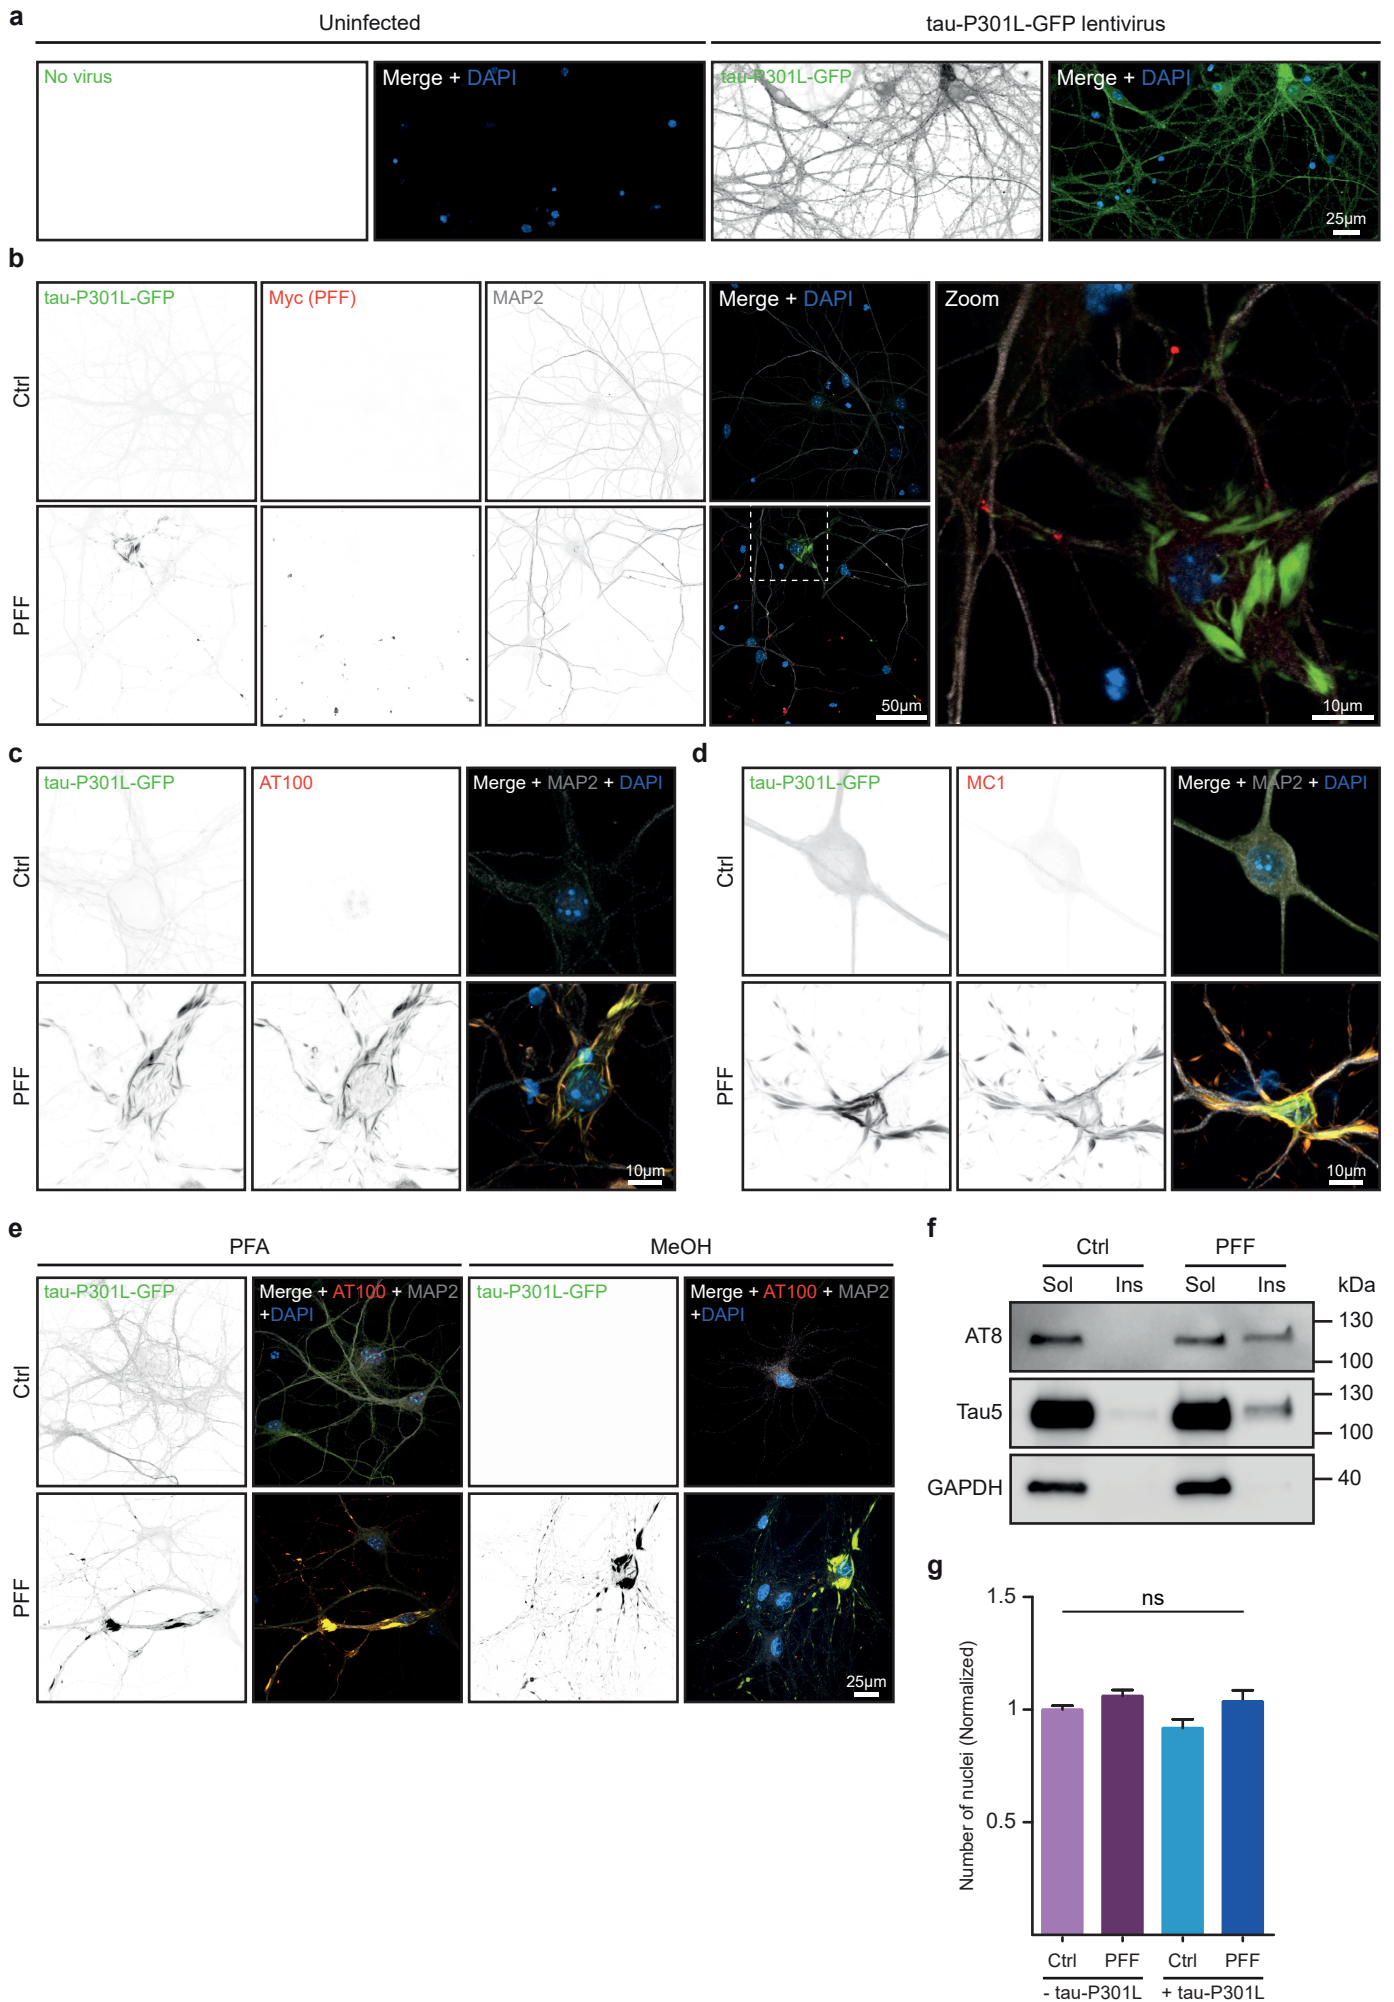 a
Uninfected
tau-P301L-GFP lentivirus
No virus
Merge + DAPI
tau-P301L-GFP
Merge + DAPI
25µm
b
Ctrl
tau-P301L-GFP
Myc (PFF)
MAP2
Merge + DAPI
Zoom
PFF
50µm
10µm
c
Ctrl
tau-P301L-GFP
AT100
Merge + MAP2 + DAPI
PFF
10µm
d
Ctrl
tau-P301L-GFP
MC1
Merge + MAP2 + DAPI
PFF
10µm
e
PFA
MeOH
Ctrl
tau-P301L-GFP
Merge + AT100 + MAP2
+DAPI
tau-P301L-GFP
Merge + AT100 + MAP2
+DAPI
PFF
25µm
f
Ctrl
PFF
Sol
Ins
Sol
Ins
kDa
AT8
130
100
Tau5
130
100
GAPDH
40
g
Number of nuclei (Normalized)
1.5
1
0.5
ns
Ctrl
PFF
Ctrl
PFF
- tau-P301L
+ tau-P301L